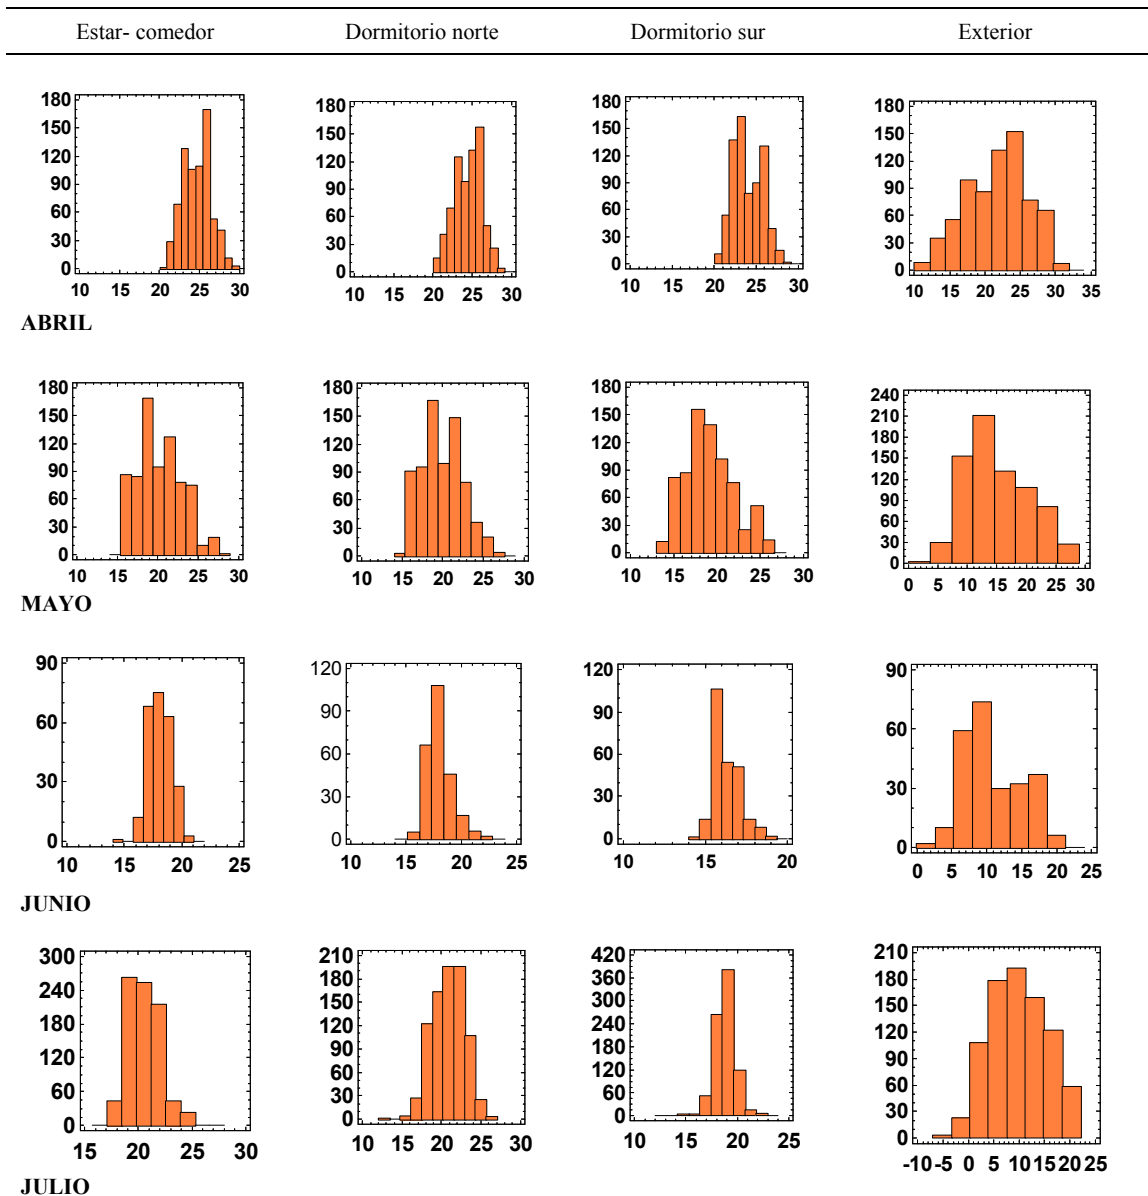 Estar- comedor Dormitorio norte Dormitorio sur Exterior
180 180 180 180
150 150 150 150
120 120 120 120
90 90 90 90
60 60 60 60
30 30 30 30
0 0 0 0
10 15 20 25 30 10 15 20 25 30 10 15 20 25 30 10 15 20 25 30 35
ABRIL
180 180 180 240
150 150 150 210
120 120 120 180
90 90 90 150
60 60 60 120
30 30 30 90
0 0 0 60
30
0
10 15 20 25 30 10 15 20 25 30 10 15 20 25 30 0 5 10 15 20 25 30
MAYO
90 120 120 90
60 90 90 60
30 60 60 30
0 30 30 0
0 0
10 15 20 25 10 15 20 25 10 15 20 0 5 10 15 20 25
JUNIO
300 210 420 210
240 180 360 180
180 150 300 150
120 120 240 120
60 90 180 90
0 60 120 60
30 60 30
0 0 0
15 20 25 30 10 15 20 25 30 10 15 20 25 -10 -5 0 5 10 15 20 25
JULIO